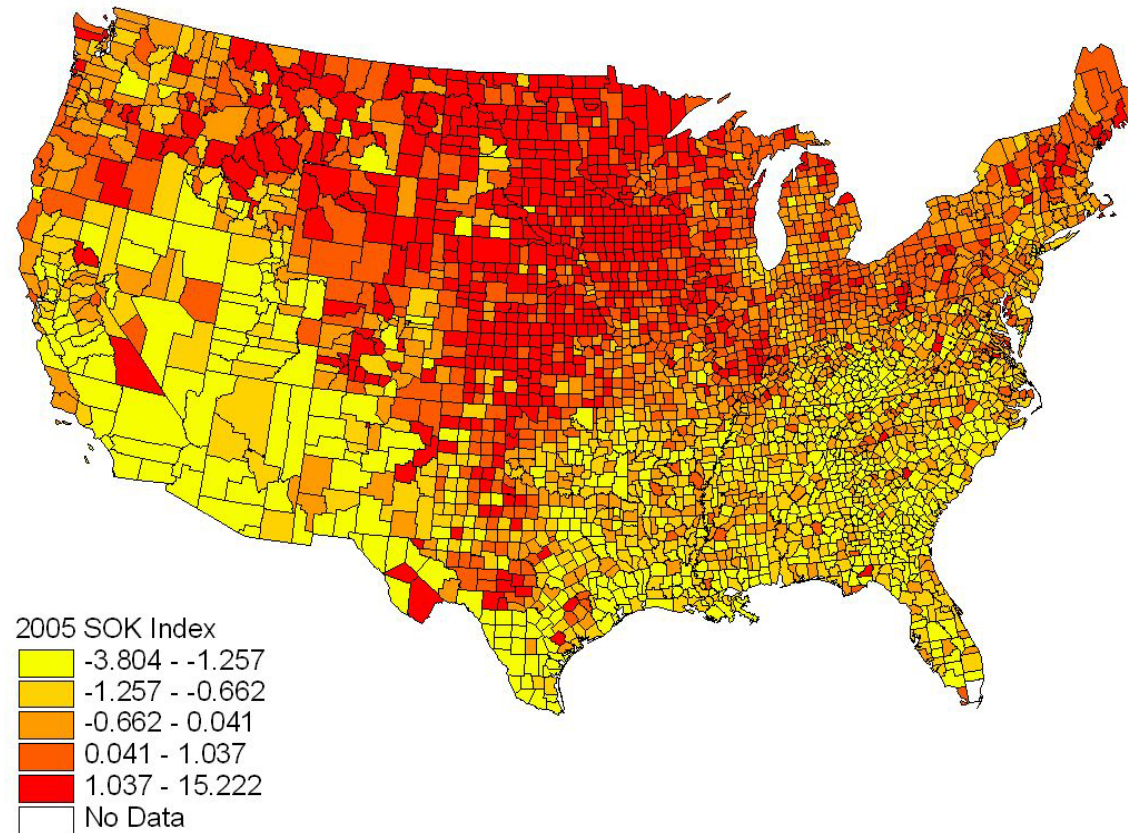 2005 SOK Index
-3.804 - -1.257
-1.257 - -0.662
-0.662 - 0.041
0.041 - 1.037
1.037 - 15.222
No Data